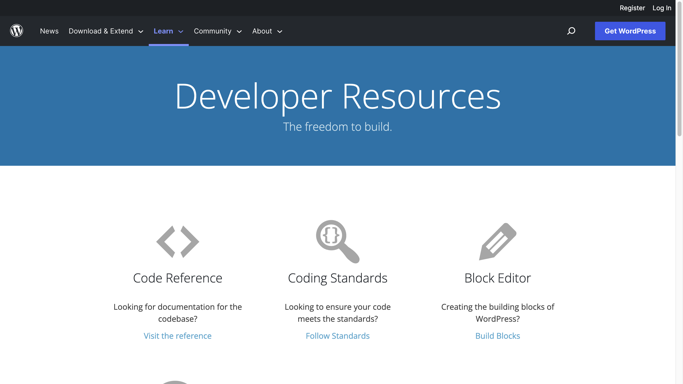 Register Log In
News Download & Extend Learn Community About Get WordPress
Developer Resources
The freedom to build.
Code Reference
Looking for documentation for the
codebase?
Visit the reference
Coding Standards
Looking to ensure your code
meets the standards?
Follow Standards
Block Editor
Creating the building blocks of
WordPress?
Build Blocks